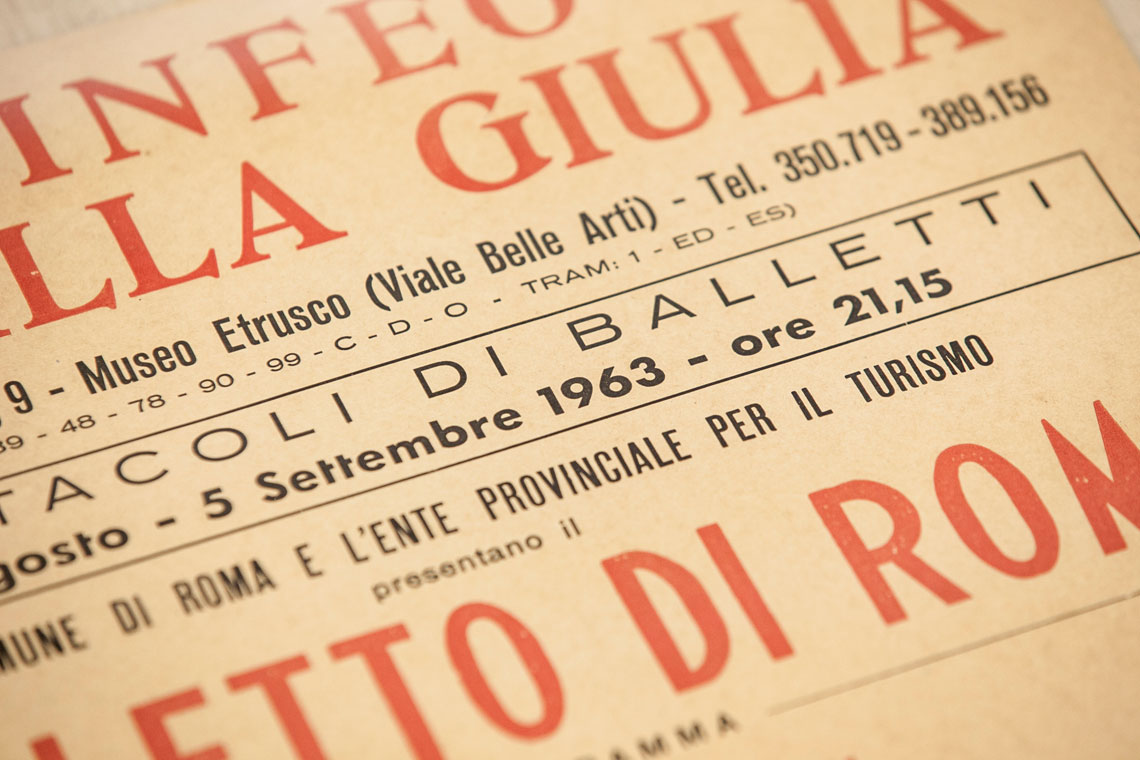 INFEO
LLA GIULIA
9 - Museo Etrusco (Viale Belle Arti) - Tel. 350.719 - 389.156
39 - 48 - 78 - 90 - 99 - C - D - O - TRAM: 1 - ED - ES)
TACOLI DI BALLETTI
gosto - 5 Settembre 1963 - ore 21,15
MUNE DI ROMA E L'ENTE PROVINCIALE PER IL TURISMO
presentano il
LETTO DI ROM
RAMMA